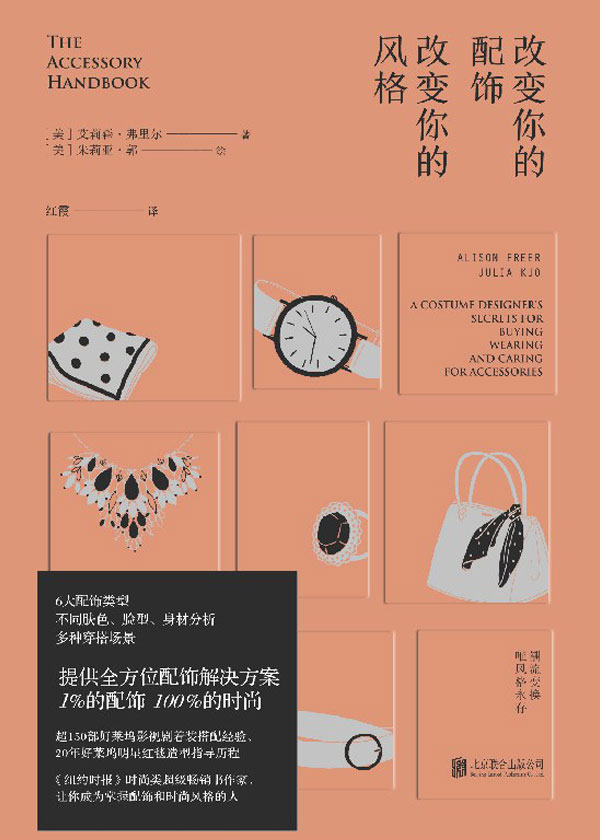 THE
ACCESSORY
HANDBOOK
改变你的
配饰
改变你的
风格
[美]艾莉森·弗里尔 著
[美]朱莉亚·郭 绘
红霞 译
ALISON FREER
JULIA KUO
A COSTUME DESIGNER'S
SECRETS FOR
BUYING
WEARING
AND CARING
FOR ACCESSORIES
6大配饰类型
不同肤色、脸型、身材分析
多种穿搭场景
提供全方位配饰解决方案
1%的配饰 100%的时尚
超150部好莱坞影视剧着装搭配经验、
20年好莱坞明星红毯造型指导历程
《纽约时报》时尚类超级畅销书作家，
让你成为掌握配饰和时尚风格的人
潮流变换
唯风格永存
北京联合出版公司
Beijing United Publishing Co.,Ltd.